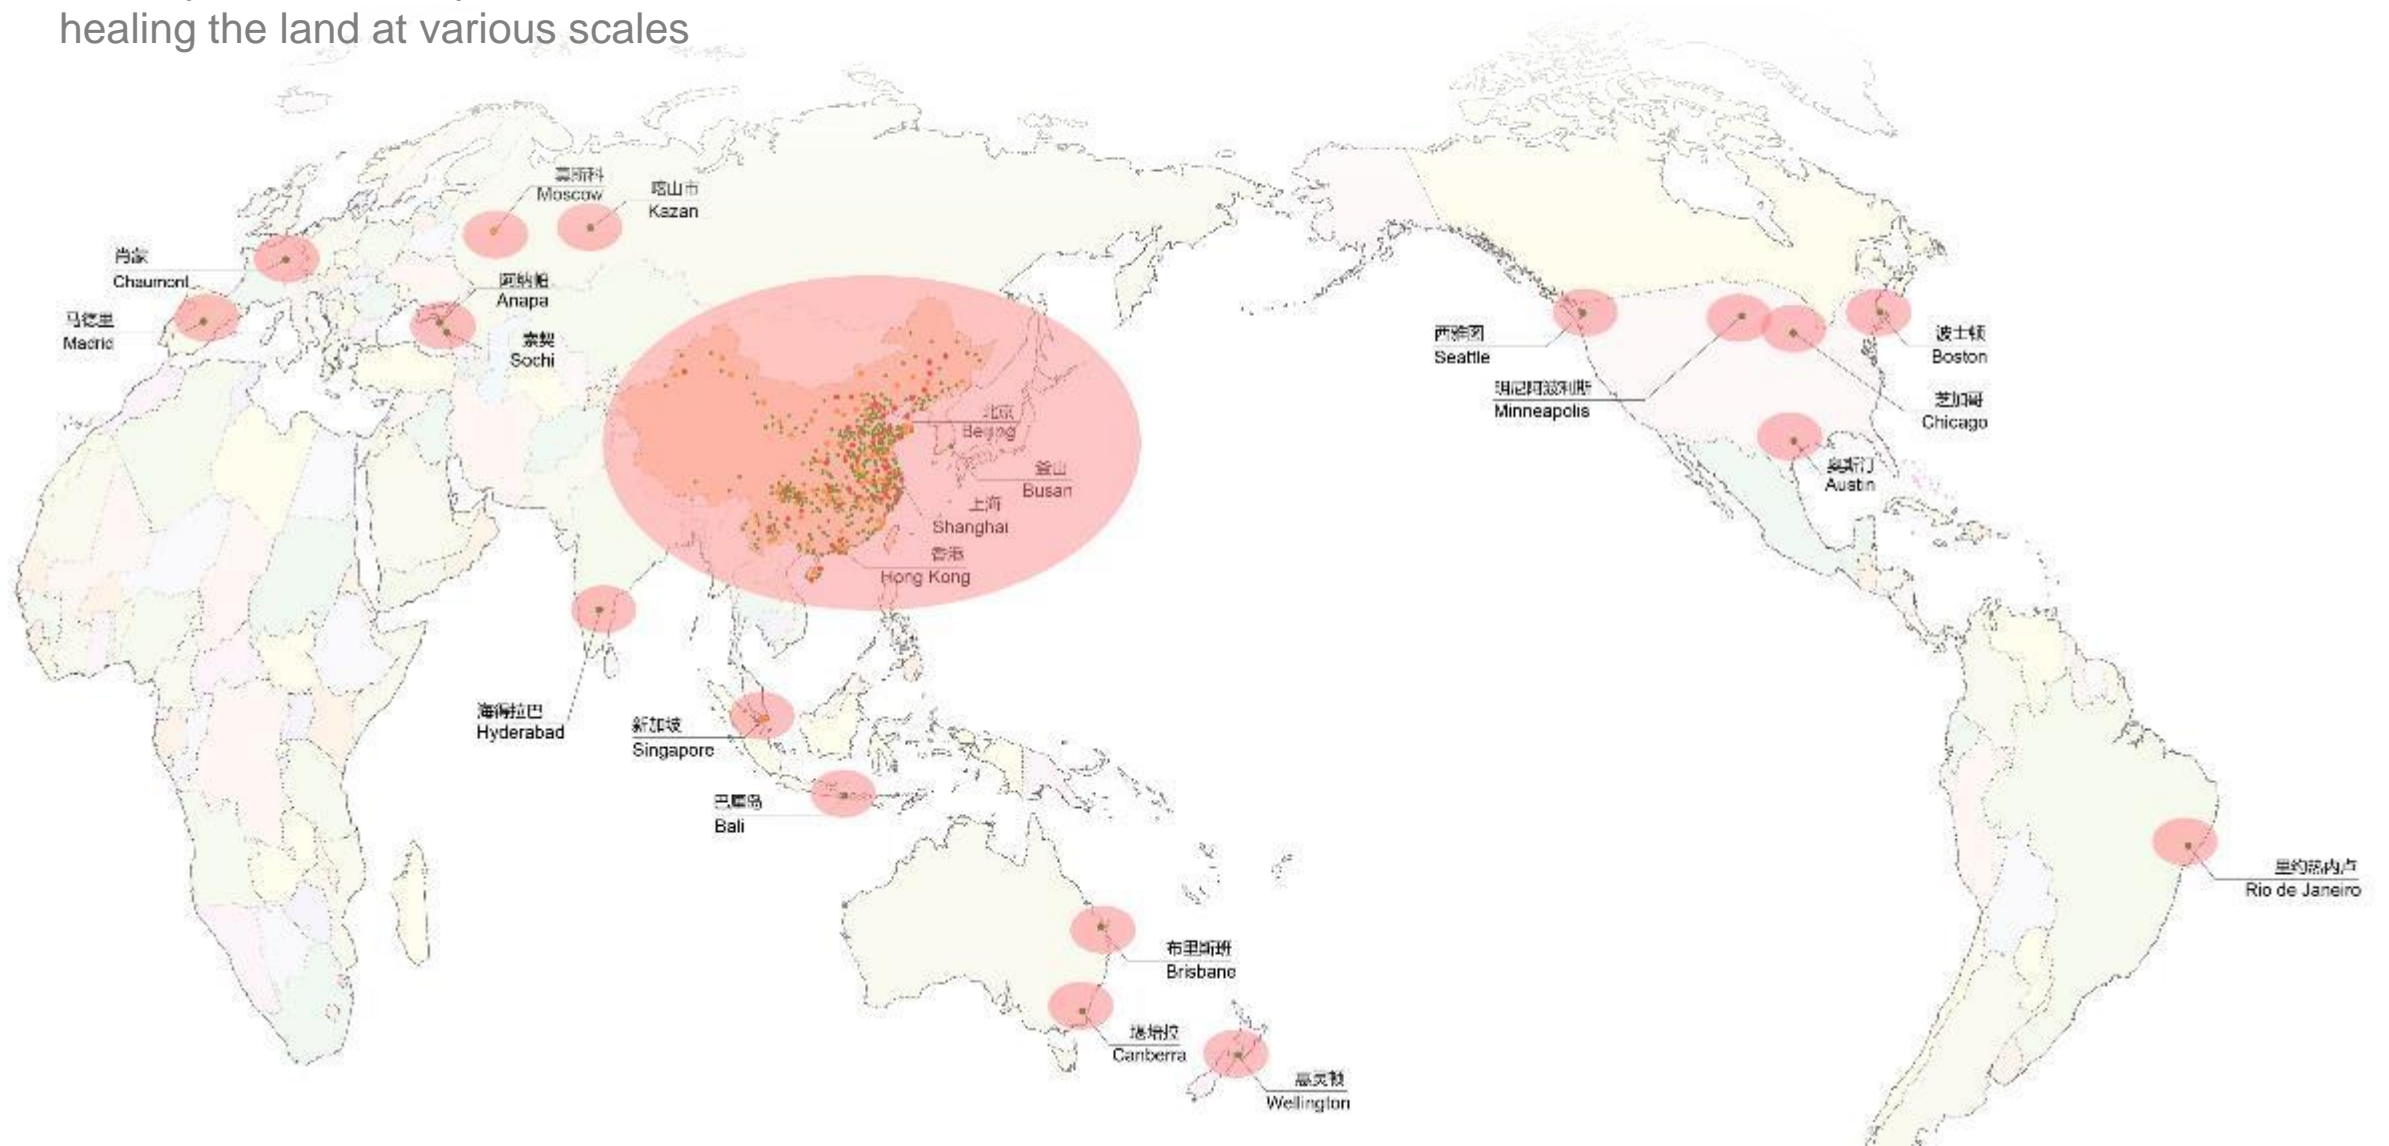 healing the land at various scales
莫斯科
Moscow
喀山市
Kazan
肖蒙
Chaumont
阿纳帕
Anapa
马德里
Madrid
索契
Sochi
西雅图
Seattle
波士顿
Boston
明尼阿波利斯
Minneapolis
芝加哥
Chicago
北京
Beijing
釜山
Busan
奥斯汀
Austin
上海
Shanghai
香港
Hong Kong
海得拉巴
Hyderabad
新加坡
Singapore
巴厘岛
Bali
里约热内卢
Rio de Janeiro
布里斯班
Brisbane
堪培拉
Canberra
惠灵顿
Wellington